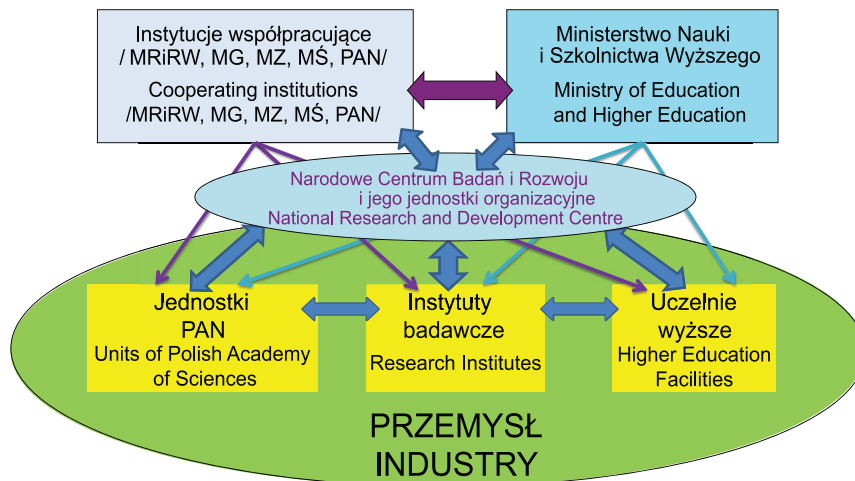 Instytucje współpracujące
/ MRiRW, MG, MZ, MŚ, PAN/
Cooperating institutions
/MRiRW, MG, MZ, MŚ, PAN/
Ministerstwo Nauki
i Szkolnictwa Wyższego
Ministry of Education
and Higher Education
Narodowe Centrum Badań i Rozwoju
i jego jednostki organizacyjne
National Research and Development Centre
Jednostki
PAN
Units of Polish Academy
of Sciences
Instytuty
badawcze
Research Institutes
Uczelnie
wyższe
Higher Education
Facilities
PRZEMYSŁ
INDUSTRY